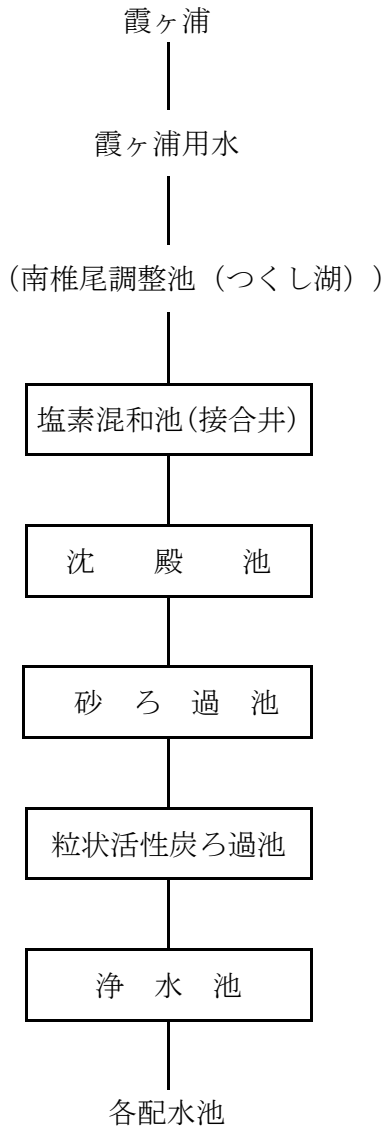 霞ヶ浦
霞ヶ浦用水
(南椎尾調整池(つくし湖))
塩素混和池(接合井)
沈殿池
砂ろ過池
粒状活性炭ろ過池
浄水池
各配水池